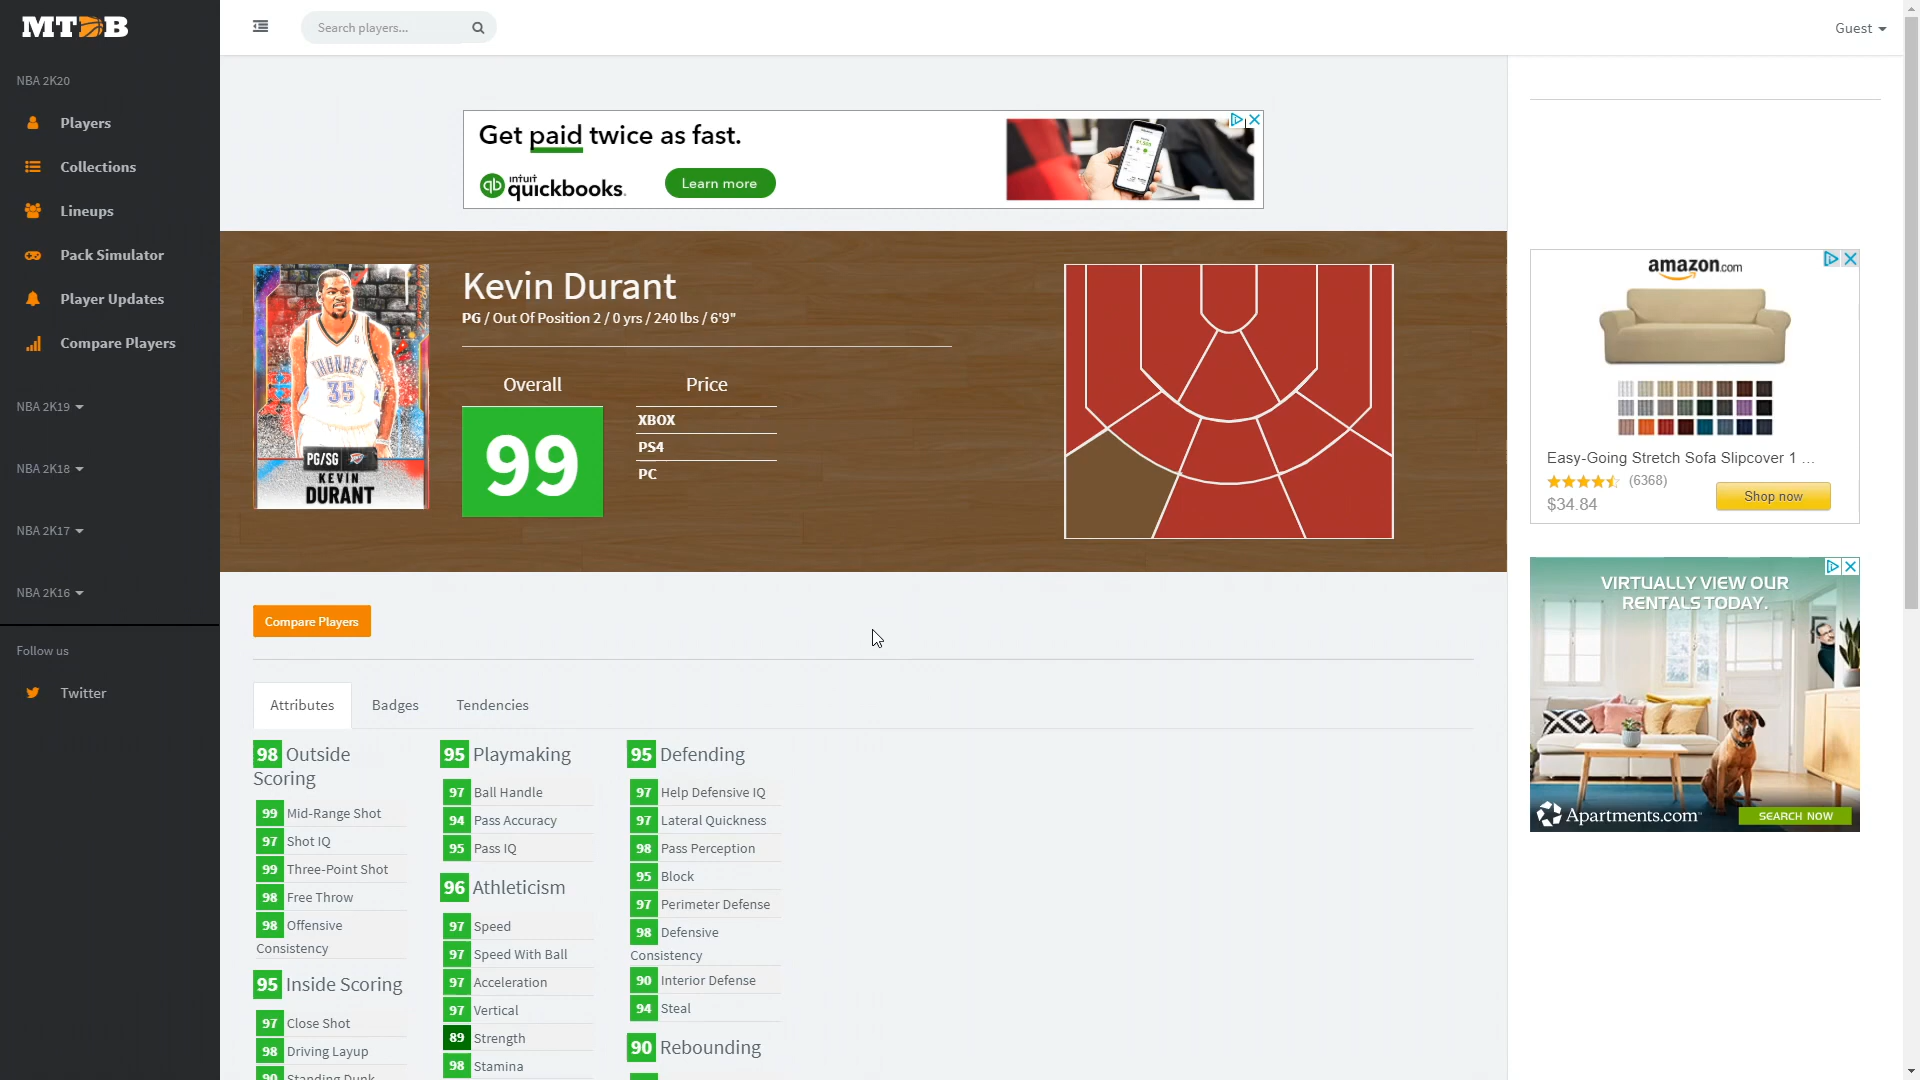 MTDB
Search players...
Guest
NBA 2K20
Players
Collections
Lineups
Pack Simulator
Player Updates
Compare Players
NBA 2K19
NBA 2K18
NBA 2K17
NBA 2K16
Follow us
Twitter
Get paid twice as fast.
intuit
quickbooks.
Learn more
PG/SG
KEVIN
DURANT
THUNDER
35
Kevin Durant
PG / Out Of Position 2 / 0 yrs / 240 lbs / 6'9"
Overall
99
Price
XBOX
PS4
PC
Compare Players
Attributes
Badges
Tendencies
98 Outside
Scoring
99 Mid-Range Shot
97 Shot IQ
99 Three-Point Shot
98 Free Throw
98 Offensive
Consistency
95 Inside Scoring
97 Close Shot
98 Driving Layup
90 Standing Dunk
95 Playmaking
97 Ball Handle
94 Pass Accuracy
95 Pass IQ
96 Athleticism
97 Speed
97 Speed With Ball
97 Acceleration
97 Vertical
89 Strength
98 Stamina
95 Defending
97 Help Defensive IQ
97 Lateral Quickness
98 Pass Perception
95 Block
97 Perimeter Defense
98 Defensive
Consistency
90 Interior Defense
94 Steal
90 Rebounding
amazon.com
Easy-Going Stretch Sofa Slipcover 1 ...
(6368)
$34.84
Shop now
VIRTUALLY VIEW OUR
RENTALS TODAY.
Apartments.com
SEARCH NOW